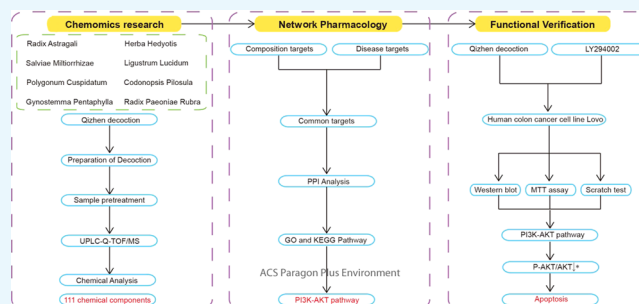 Chemomics research
Network Pharmacology
Functional Verification
Radix Astragali
Herba Hedyotis
Salviae Miltiorrhizae
Ligustrum Lucidum
Polygonum Cuspidatum
Codonopsis Pilosula
Gynostemma Pentaphylla
Radix Paeoniae Rubra
Qizhen decoction
Preparation of Decoction
Sample pretreatment
UPLC-Q-TOF/MS
Chemical Analysis
111 chemical components
Composition targets
Disease targets
Common targets
PPI Analysis
GO and KEGG Pathway
ACS Paragon Plus Environment
PI3K-AKT pathway
Qizhen decoction
LY294002
Human colon cancer cell line Lovo
Western blot
MTT assay
Scratch test
PI3K-AKT pathway
P-AKT/AKT↓*
Apoptosis